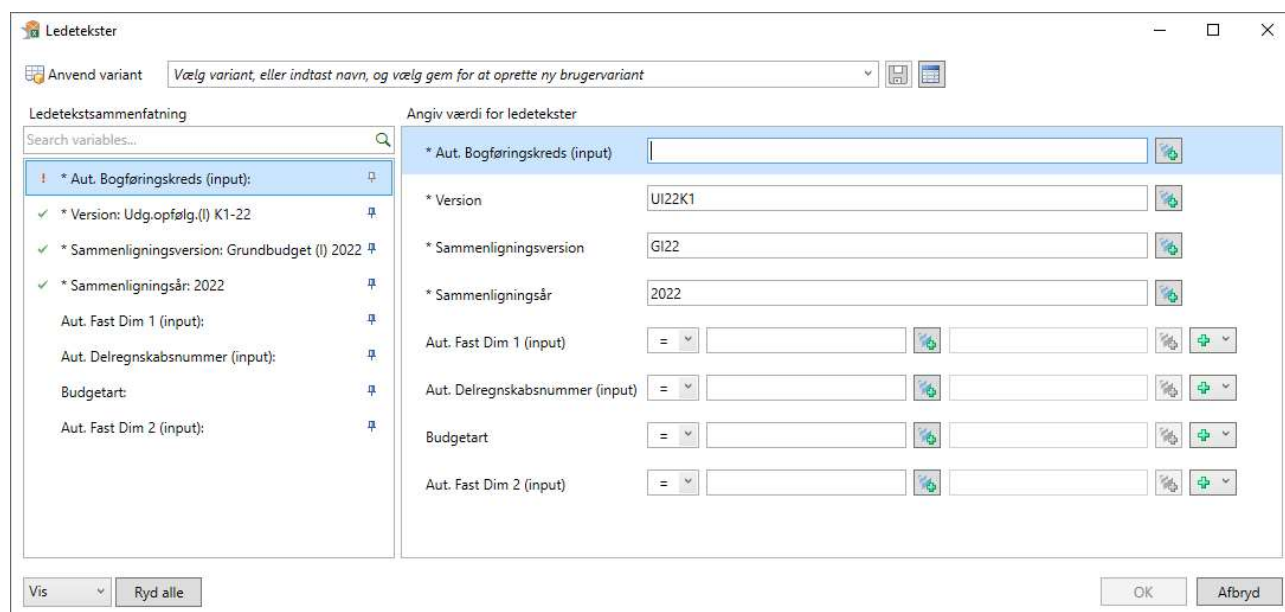 Ledetekster
Anvend variant
Vælg variant, eller indtast navn, og vælg gem for at oprette ny brugervariant
Ledetekstsammenfatning
Search variables...
! * Aut. Bogføringskreds (input):
* Version: Udg.opfølg.(I) K1-22
* Sammenligningsversion: Grundbudget (I) 2022
* Sammenligningsår: 2022
Aut. Fast Dim 1 (input):
Aut. Delregnskabsnummer (input):
Budgetart:
Aut. Fast Dim 2 (input):
Angiv værdi for ledetekster
* Aut. Bogføringskreds (input)
* Version UI22K1
* Sammenligningsversion GI22
* Sammenligningsår 2022
Aut. Fast Dim 1 (input) =
Aut. Delregnskabsnummer (input) =
Budgetart =
Aut. Fast Dim 2 (input) =
Vis Ryd alle OK Afbryd